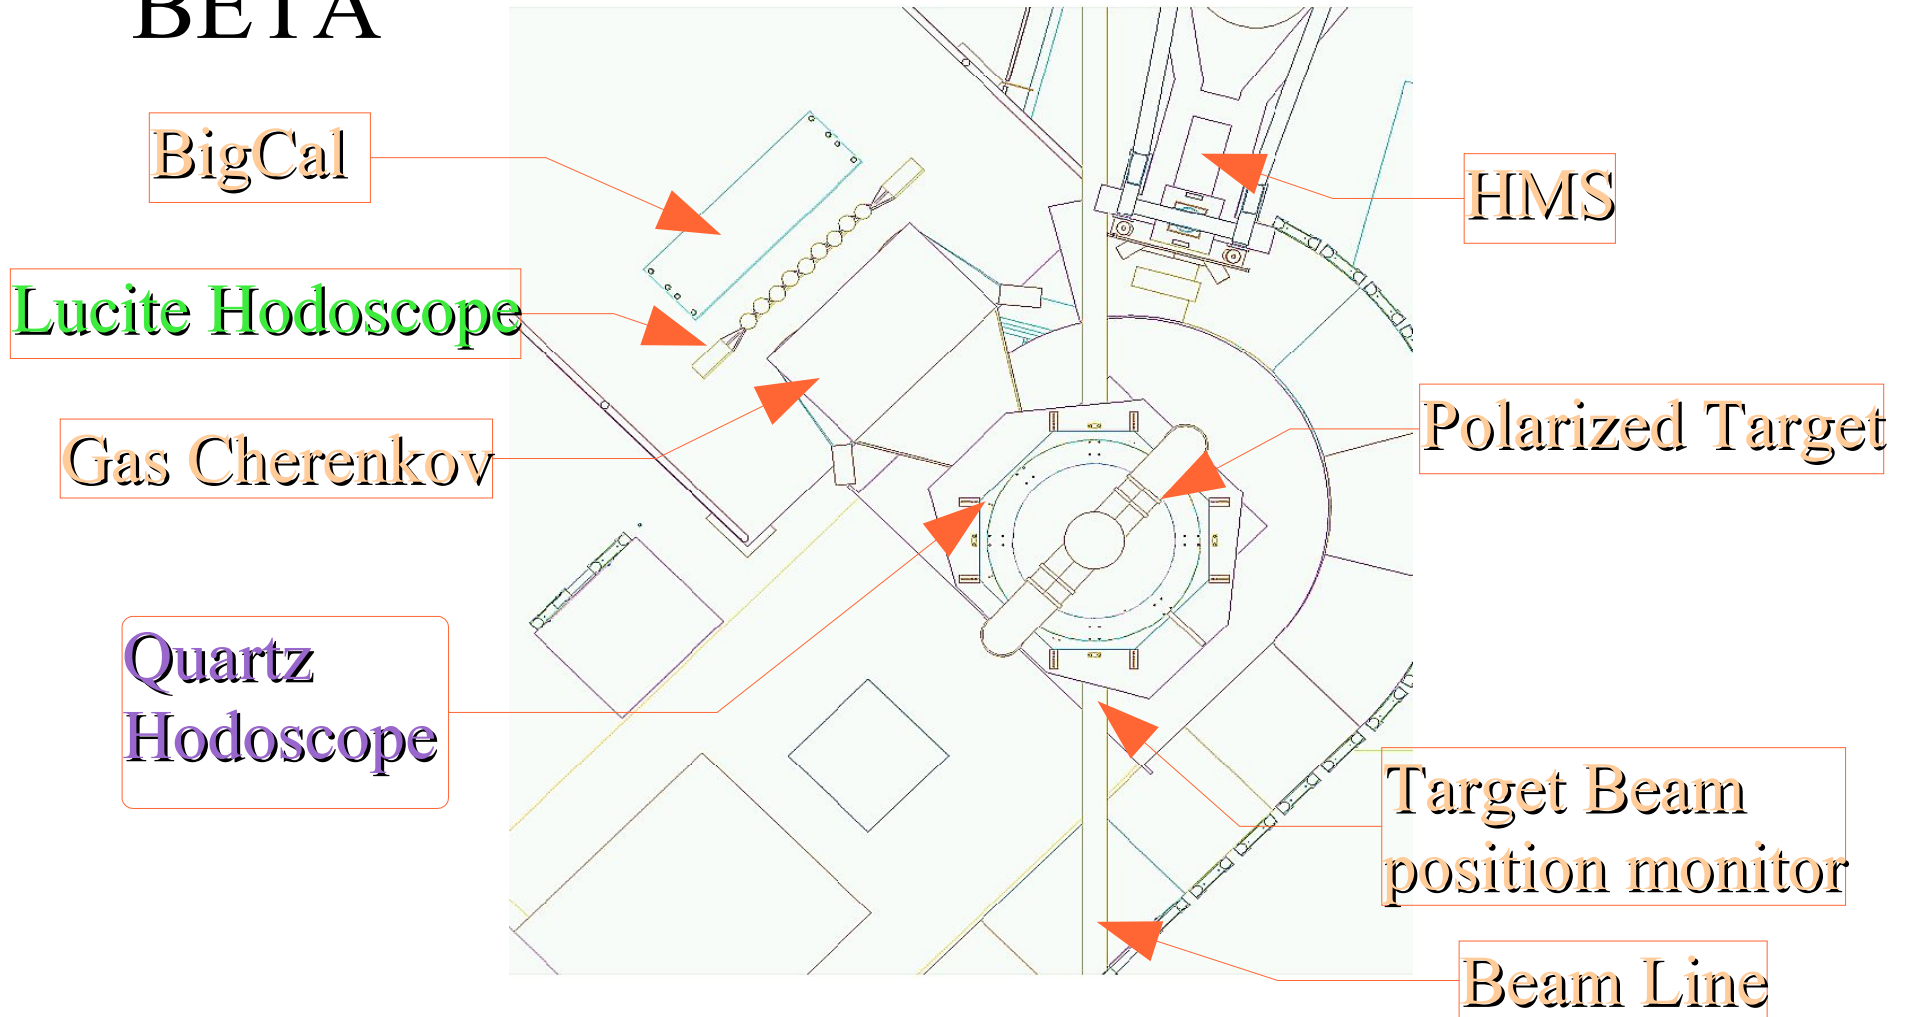 BETA
BigCal
HMS
Lucite Hodoscope
Polarized Target
Gas Cherenkov
Quartz
Hodoscope
Target Beam
position monitor
Beam Line